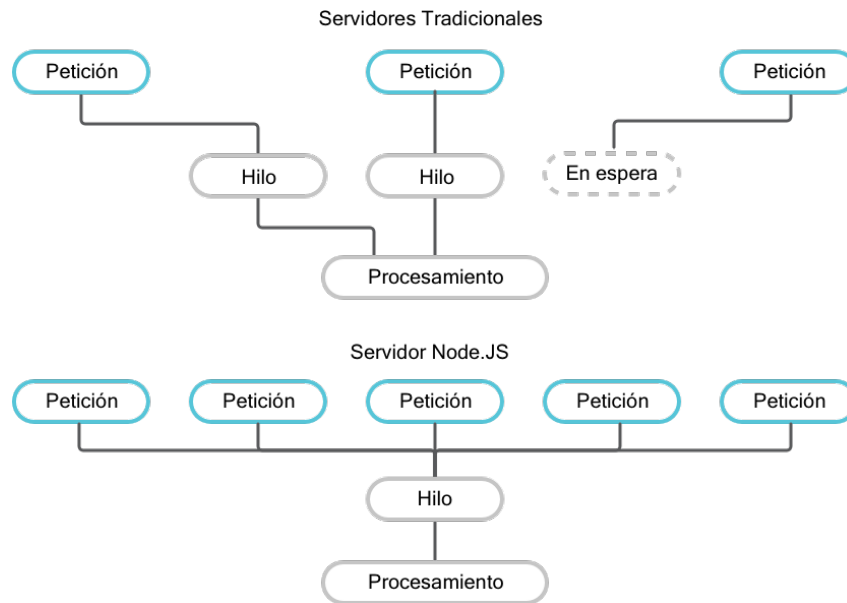 Servidores Tradicionales
Petición
Petición
Petición
Hilo
Hilo
En espera
Procesamiento
Servidor Node.JS
Petición
Petición
Petición
Petición
Petición
Hilo
Procesamiento